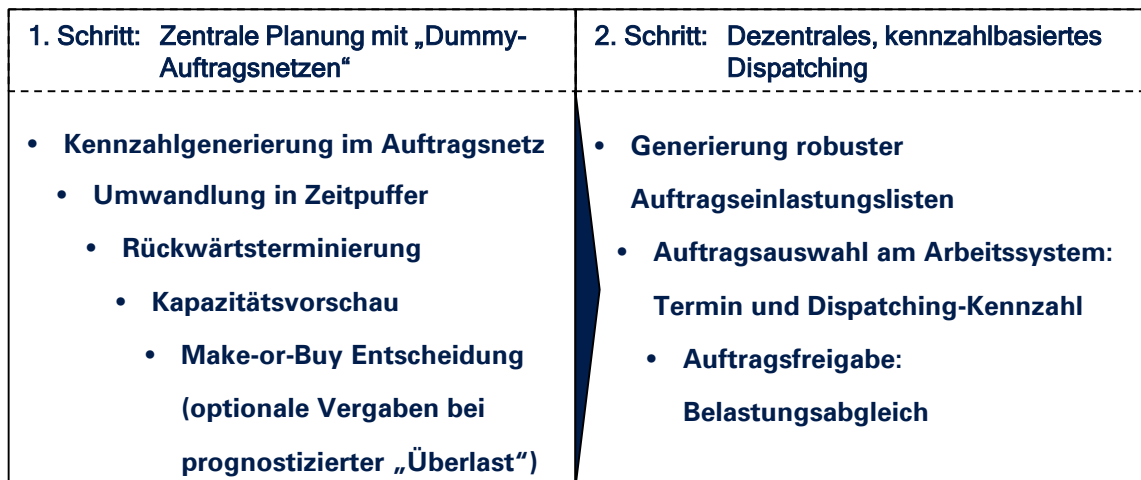 1. Schritt: Zentrale Planung mit „Dummy-
Auftragsnetzen“
• Kennzahlgenerierung im Auftragsnetz
• Umwandlung in Zeitpuffer
• Rückwärtsterminierung
• Kapazitätsvorschau
• Make-or-Buy Entscheidung
(optionale Vergaben bei
prognostizierter „Überlast“)
2. Schritt: Dezentrales, kennzahlbasiertes
Dispatching
• Generierung robuster
Auftragseinlastungslisten
• Auftragsauswahl am Arbeitssystem:
Termin und Dispatching-Kennzahl
• Auftragsfreigabe:
Belastungsabgleich